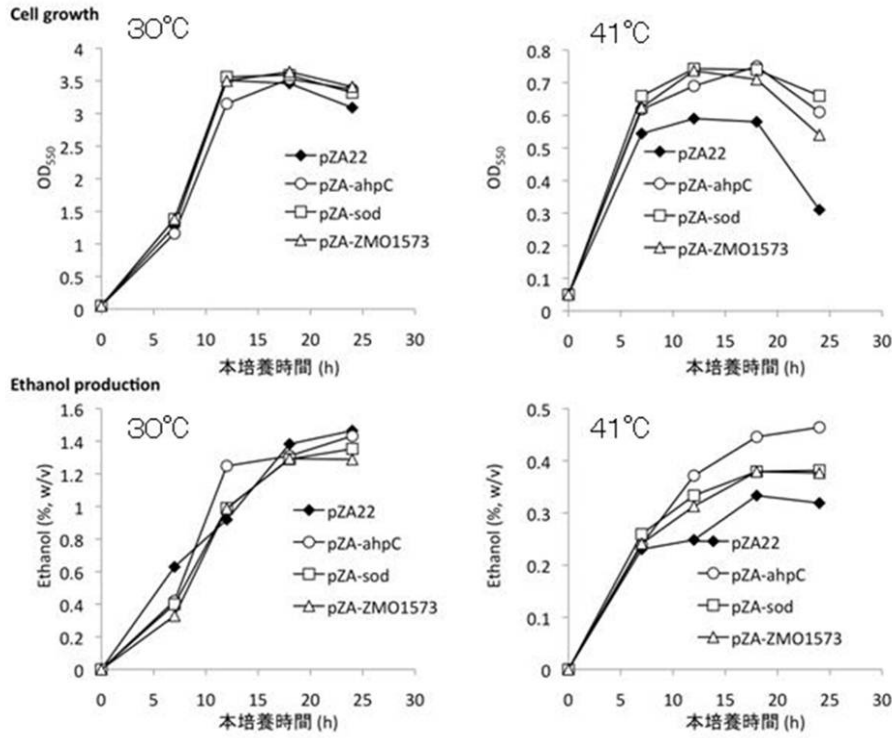 Cell growth
30℃
4
3.5
3
2.5
2
1.5
1
0.5
0
OD550
pZA22
pZA-ahpC
pZA-sod
pZA-ZMO1573
0 5 10 15 20 25 30
本培養時間 (h)
41℃
0.8
0.7
0.6
0.5
0.4
0.3
0.2
0.1
0
OD550
pZA22
pZA-ahpC
pZA-sod
pZA-ZMO1573
0 5 10 15 20 25 30
本培養時間 (h)
Ethanol production
30℃
1.6
1.4
1.2
1
0.8
0.6
0.4
0.2
0
Ethanol (%, w/v)
pZA22
pZA-ahpC
pZA-sod
pZA-ZMO1573
0 5 10 15 20 25 30
本培養時間 (h)
41℃
0.5
0.4
0.3
0.2
0.1
0
Ethanol (%, w/v)
pZA22
pZA-ahpC
pZA-sod
pZA-ZMO1573
0 5 10 15 20 25 30
本培養時間 (h)